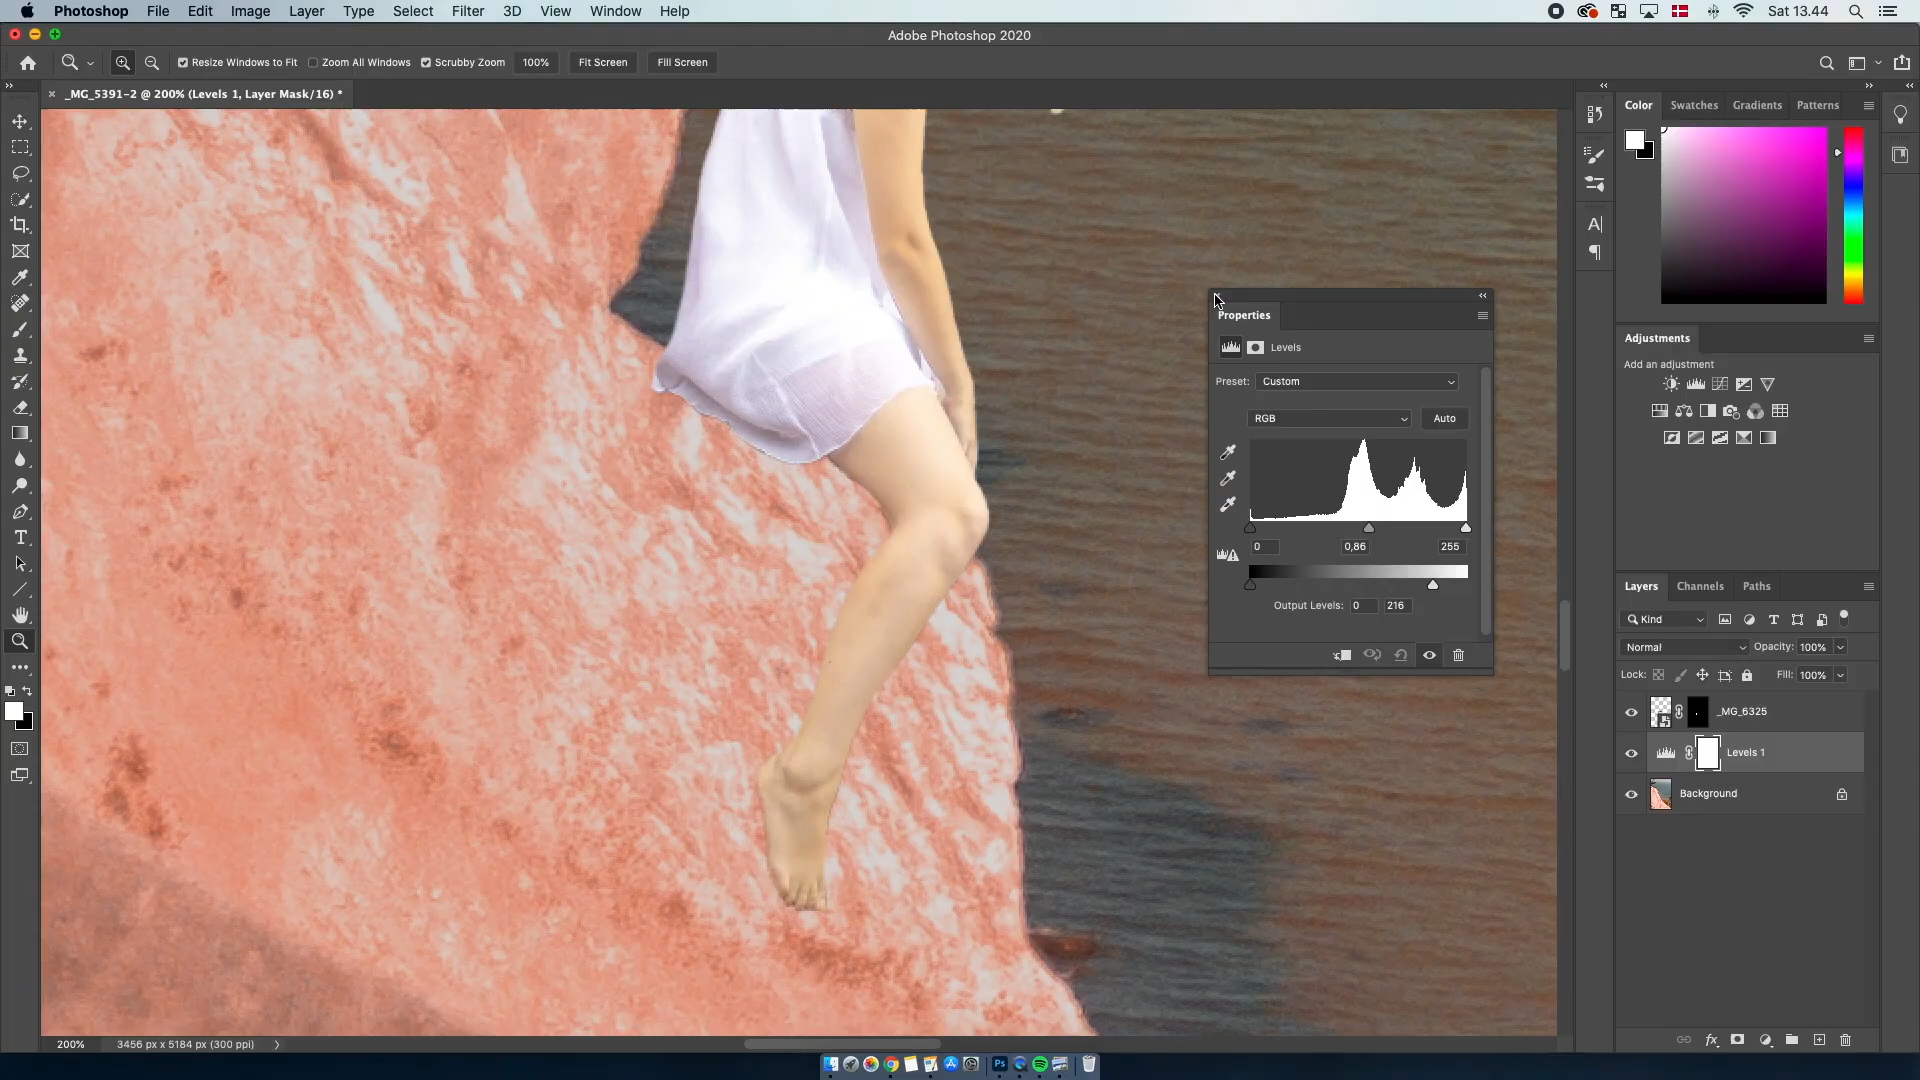 Photoshop File Edit Image Layer Type Select Filter 3D View Window Help Sat 13.44
Adobe Photoshop 2020
Resize Windows to Fit Zoom All Windows Scrubby Zoom 100% Fit Screen Fill Screen
_MG_5391-2 @ 200% (Levels 1, Layer Mask/16) *
Color Swatches Gradients Patterns
Properties
Levels
Preset: Custom
RGB Auto
0 0,86 255
Output Levels: 0 216
Adjustments
Add an adjustment
Layers Channels Paths
Kind
Normal Opacity: 100%
Lock: Fill: 100%
_MG_6325
Levels 1
Background
200% 3456 px x 5184 px (300 ppi)